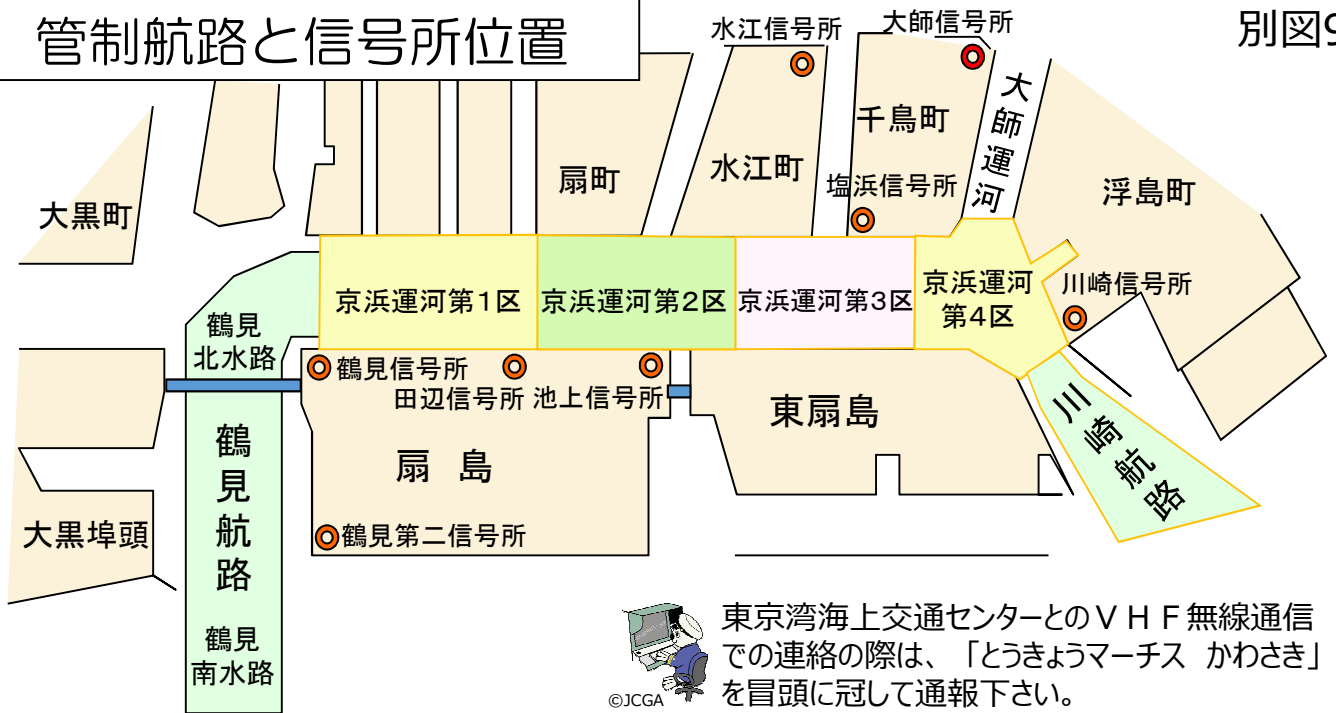 管制航路と信号所位置
別図9
水江信号所
大師信号所
大師運河
千鳥町
扇町
水江町
塩浜信号所
浮島町
大黒町
京浜運河第1区
京浜運河第2区
京浜運河第3区
京浜運河
第4区
川崎信号所
鶴見
北水路
鶴見信号所
田辺信号所
池上信号所
東扇島
川崎航路
鶴見航路
扇 島
大黒埠頭
鶴見第二信号所
鶴見
南水路
東京湾海上交通センターとのVHF無線通信
での連絡の際は、「とうきょうマーチス かわさき」
を冒頭に冠して通報下さい。
©JCGA